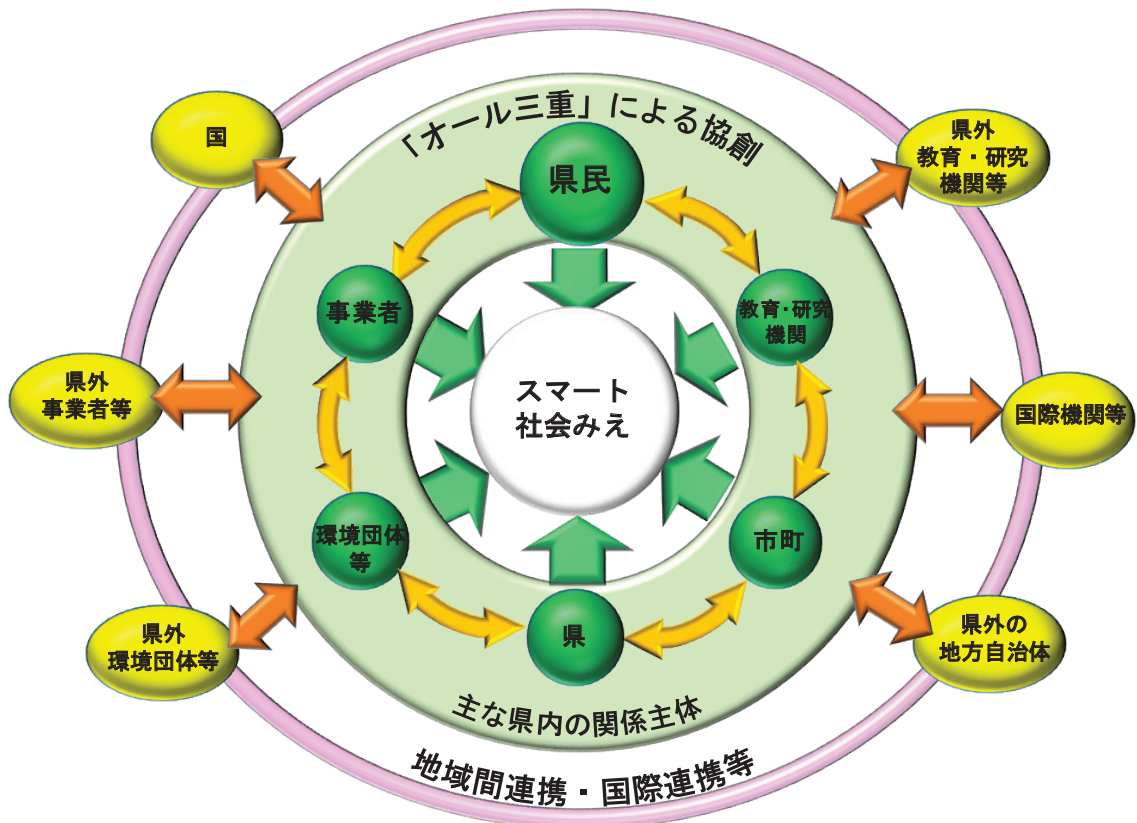 「オール三重」による協創
国
県外
教育・研究
機関等
県民
事業者
教育・研究
機関
県外
事業者等
スマート
社会みえ
国際機関等
環境団体
等
市町
県
県外
環境団体等
県外の
地方自治体
主な県内の関係主体
地域間連携・国際連携等